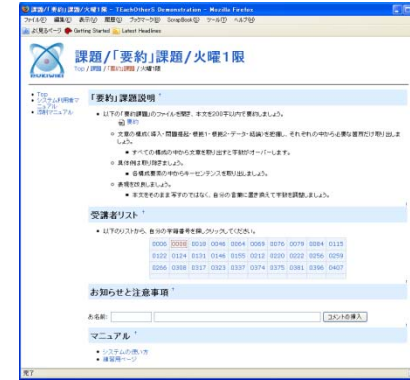 課題/「要約」課題/火曜1限 - TEachOtherS Demonstration - Mozilla Firefox
ファイル(F) 編集(E) 表示(V) 履歴(S) ブックマーク(B) ScrapBook(S) ツール(T) ヘルプ(H)
よく見るページ Getting Started Latest Headlines
課題/「要約」課題/火曜1限
Top / 課題 / 「要約」課題 / 火曜1限
PUKIWIKI
Top
システム利用者マニュアル
添削マニュアル
「要約」課題説明
以下の「要約課題」のファイルを開き、本文を200字以内で要約しましょう。
要約
文章の構成(導入・問題提起・根拠1・根拠2・データ・結論)を把握し、それぞれの中から必要な箇所だけ取り出しましょう。
すべての構成の中から文章を取り出すと字数がオーバーします。
具体例は取り除きましょう。
各構成要素の中からキーセンテンスを取り出しましょう。
表現を改良しましょう。
本文をそのまま写すのではなく、自分の言葉に置き換えて字数を調整しましょう。
受講者リスト
以下のリストから、自分の学籍番号を探しクリックしてください。
0006 0008 0010 0046 0064 0069 0076 0079 0084 0115
0122 0124 0131 0146 0155 0212 0220 0222 0256 0259
0266 0308 0317 0323 0337 0374 0375 0381 0396 0407
お知らせと注意事項
お名前: コメントの挿入
マニュアル
システムの使い方
練習用ページ
完了